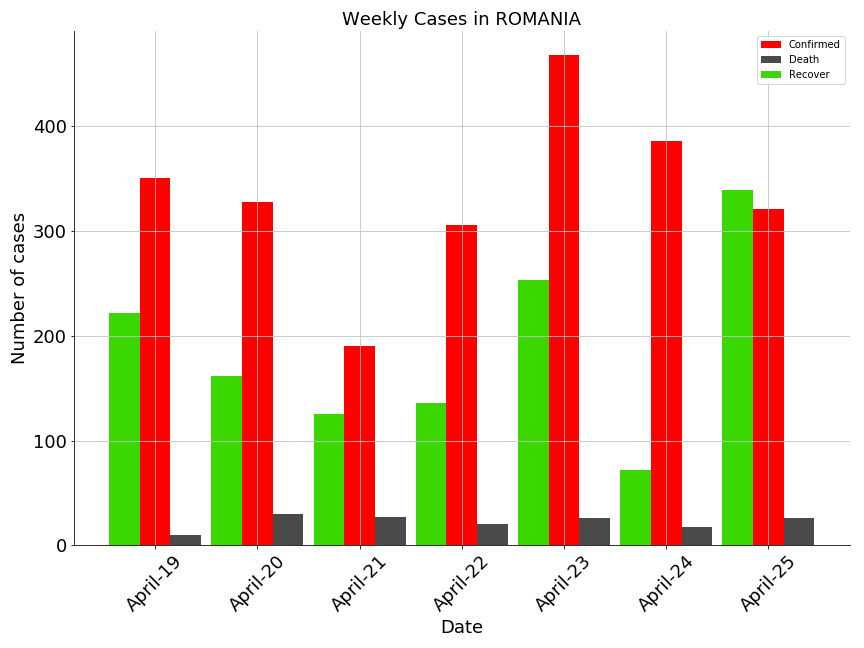 Weekly Cases in ROMANIA
Confirmed
Death
Recover
Number of cases
400
300
200
100
0
April-19
April-20
April-21
April-22
April-23
April-24
April-25
Date